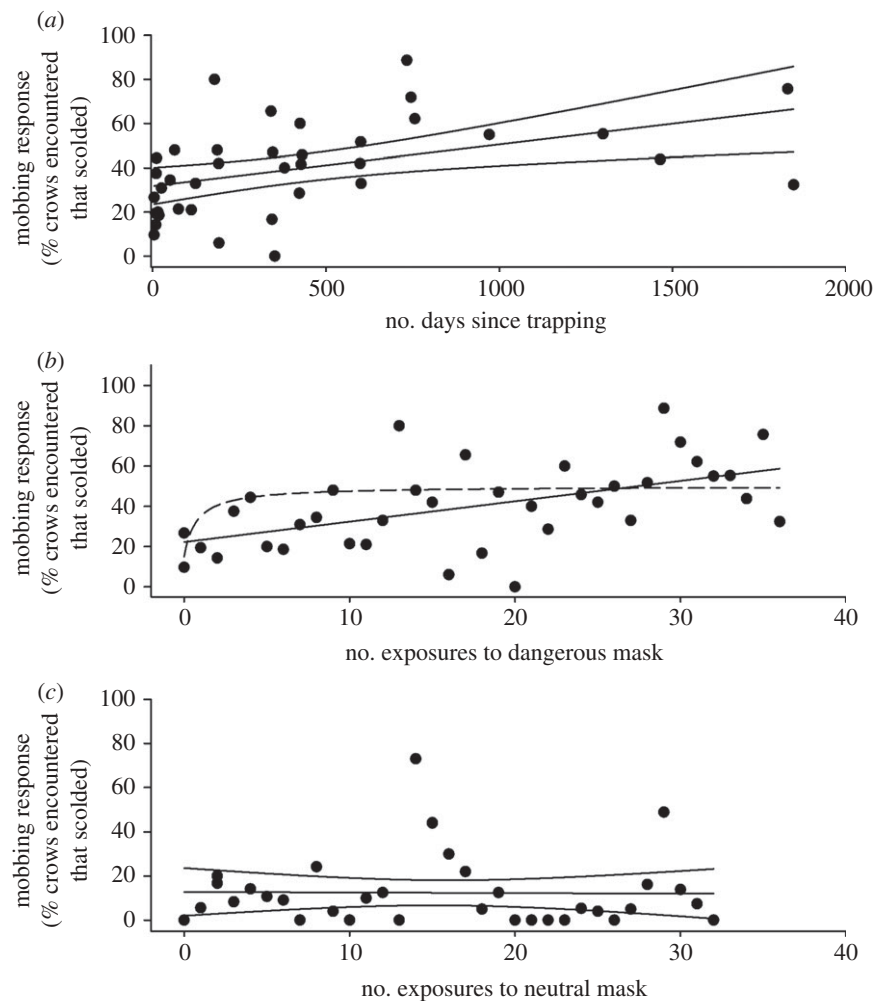 (a)
100
80
60
40
20
0
mobbing response
(% crows encountered
that scolded)
0 500 1000 1500 2000
no. days since trapping
(b)
100
80
60
40
20
0
mobbing response
(% crows encountered
that scolded)
0 10 20 30 40
no. exposures to dangerous mask
(c)
100
80
60
40
20
0
mobbing response
(% crows encountered
that scolded)
0 10 20 30 40
no. exposures to neutral mask